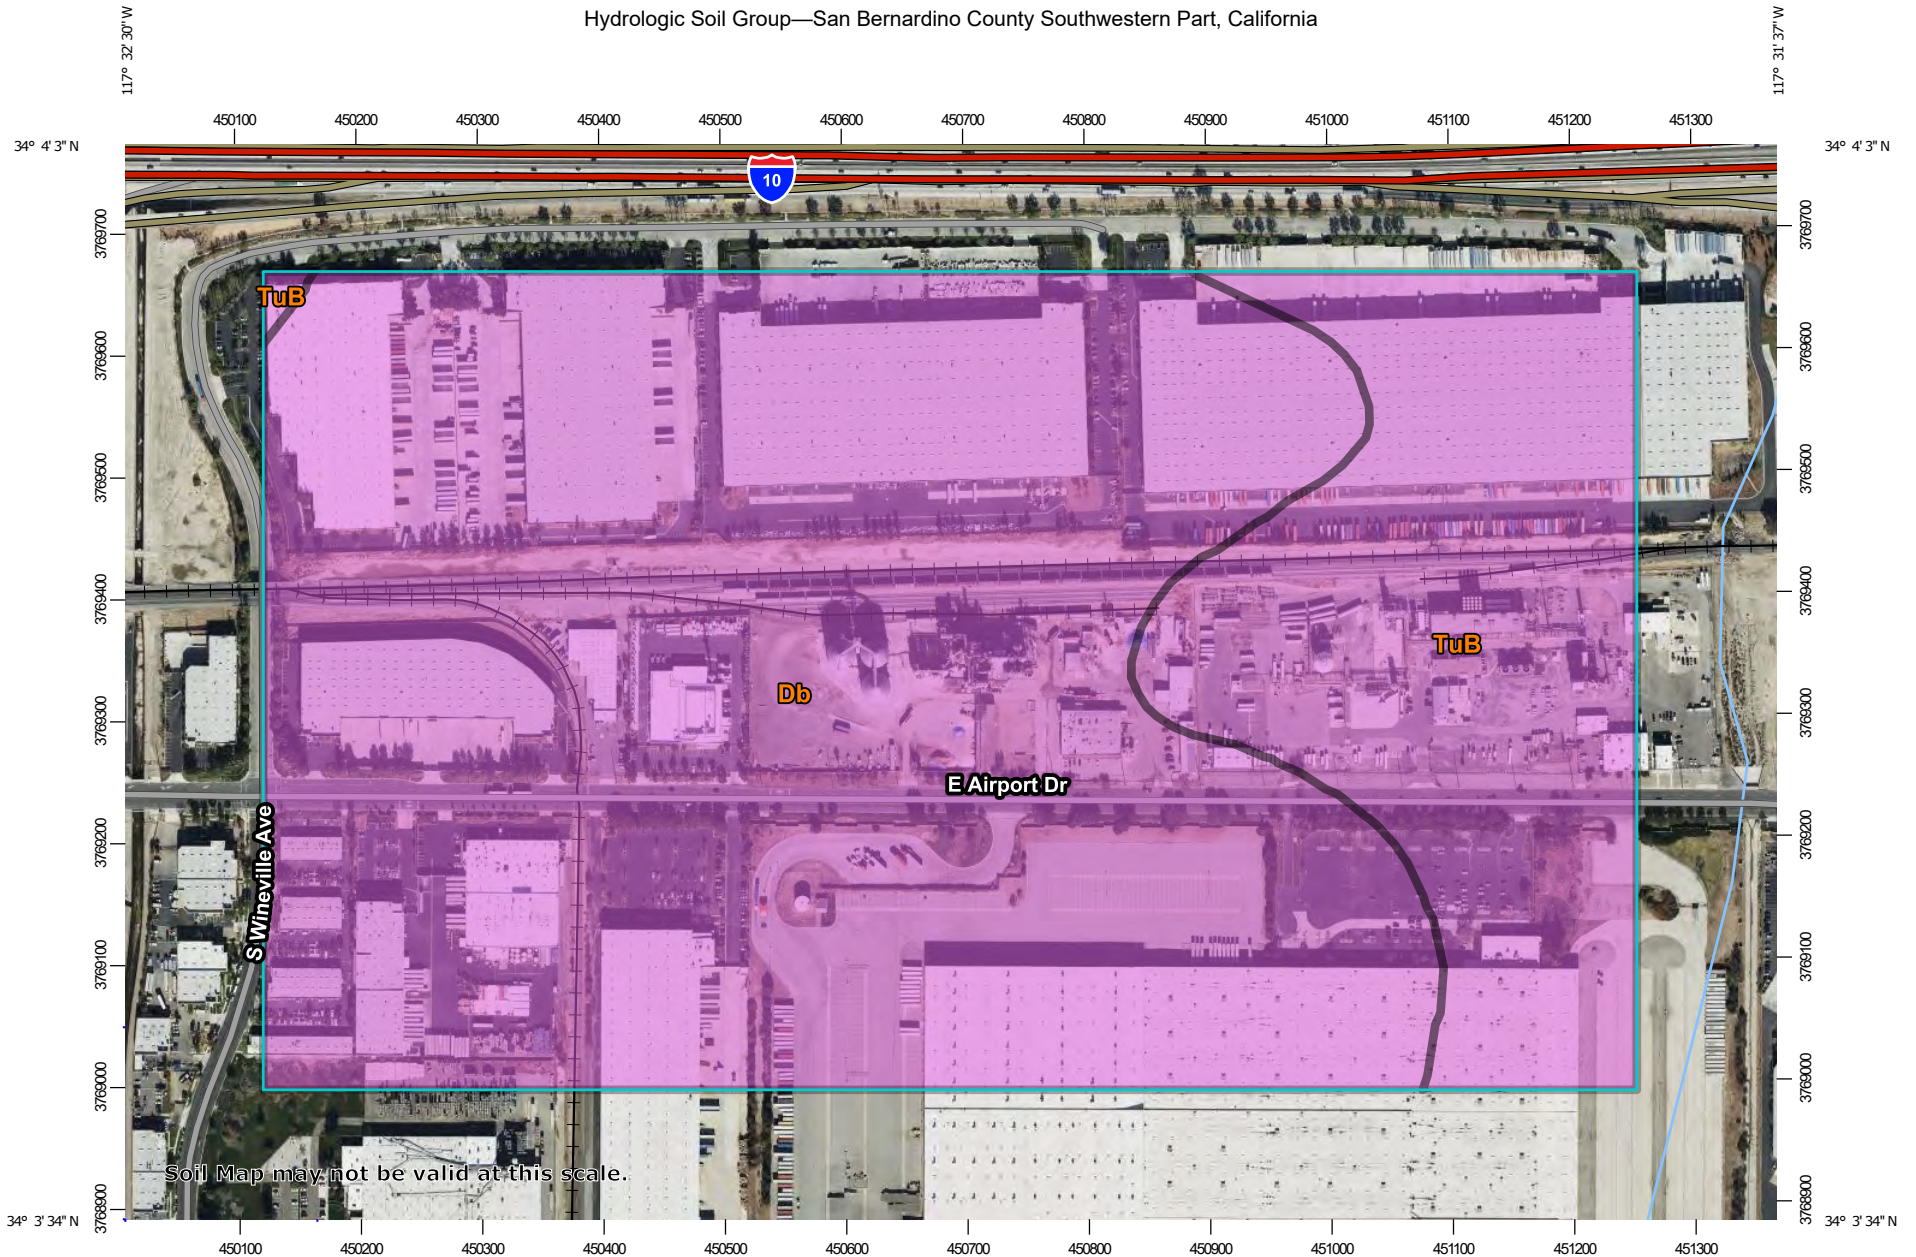 Hydrologic Soil Group—San Bernardino County Southwestern Part, California
117° 32' 30'' W
117° 31' 37'' W
450100 450200 450300 450400 450500 450600 450700 450800 450900 451000 451100 451200 451300
34° 4' 3'' N
34° 4' 3'' N
10
3769700
3769700
TuB
3769600
3769600
3769500
3769500
3769400
3769400
TuB
Db
3769300
3769300
E Airport Dr
S Wineville Ave
3769200
3769200
3769100
3769100
3769000
3769000
Soil Map may not be valid at this scale.
3768900
3768900
34° 3' 34'' N
34° 3' 34'' N
450100 450200 450300 450400 450500 450600 450700 450800 450900 451000 451100 451200 451300